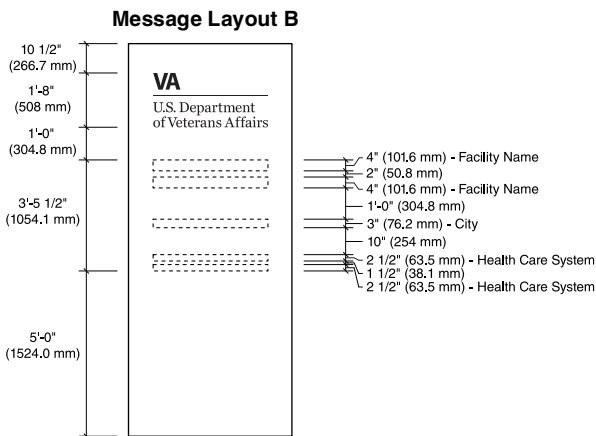 Message Layout B
10 1/2"
(266.7 mm)
1'-8"
(508 mm)
1'-0"
(304.8 mm)
3'-5 1/2"
(1054.1 mm)
5'-0"
(1524.0 mm)
VA
U.S. Department
of Veterans Affairs
4" (101.6 mm) - Facility Name
2" (50.8 mm)
4" (101.6 mm) - Facility Name
1'-0" (304.8 mm)
3" (76.2 mm) - City
10" (254 mm)
2 1/2" (63.5 mm) - Health Care System
1 1/2" (38.1 mm)
2 1/2" (63.5 mm) - Health Care System